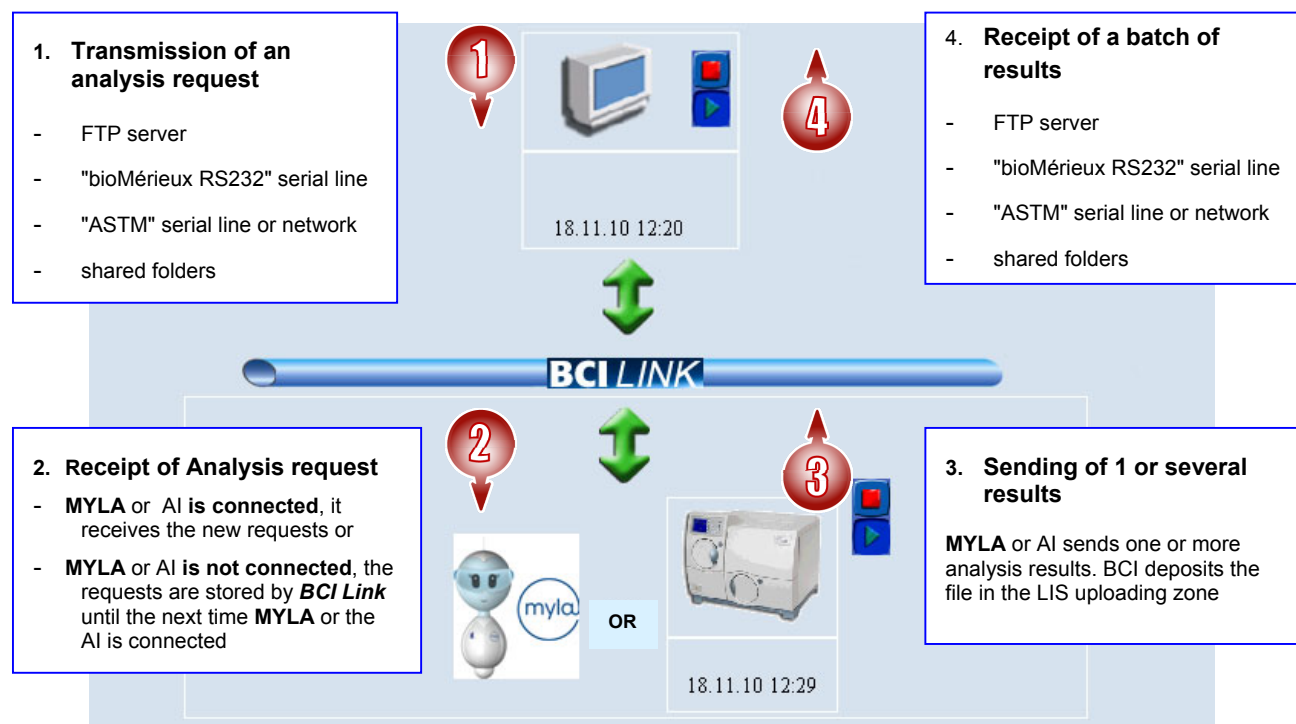 1. Transmission of an
analysis request
- FTP server
- "bioMérieux RS232" serial line
- "ASTM" serial line or network
- shared folders
1
18.11.10 12:20
4
4. Receipt of a batch of
results
- FTP server
- "bioMérieux RS232" serial line
- "ASTM" serial line or network
- shared folders
BCI LINK
2. Receipt of Analysis request
- MYLA or AI is connected, it
receives the new requests or
- MYLA or AI is not connected, the
requests are stored by BCI Link
until the next time MYLA or the
AI is connected
2
myla
OR
3
18.11.10 12:29
3. Sending of 1 or several
results
MYLA or AI sends one or more
analysis results. BCI deposits the
file in the LIS uploading zone